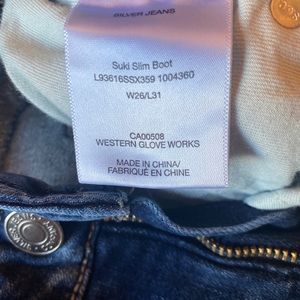 SILVER JEANS
Suki Slim Boot
L93616SSX359 1004360
W26/L31
CA00508
WESTERN GLOVE WORKS
MADE IN CHINA/
FABRIQUÉ EN CHINE